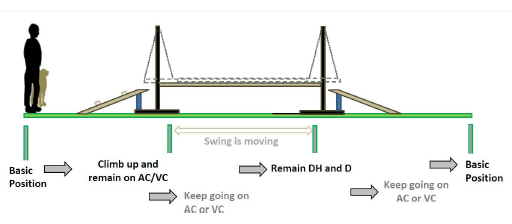 Swing is moving
Basic
Position
Climb up and
remain on AC/VC
Keep going on
AC or VC
Remain DH and D
Keep going on
AC or VC
Basic
Position